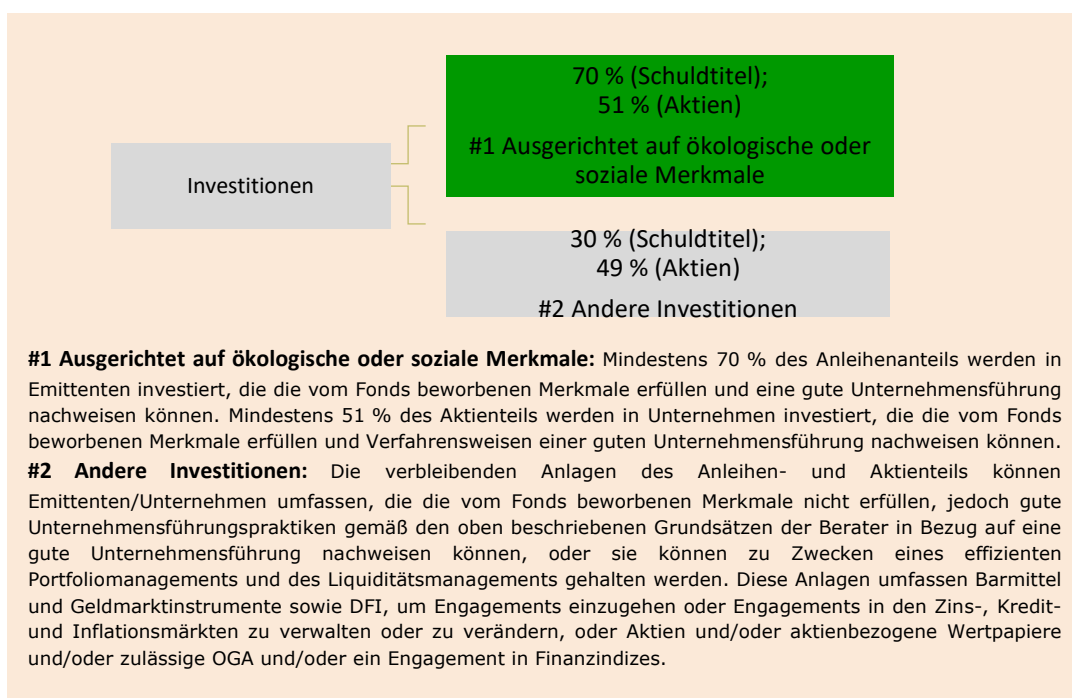 70 % (Schuldtitel);
51 % (Aktien)
#1 Ausgerichtet auf ökologische oder
soziale Merkmale
Investitionen
30 % (Schuldtitel);
49 % (Aktien)
#2 Andere Investitionen
#1 Ausgerichtet auf ökologische oder soziale Merkmale: Mindestens 70 % des Anleihenanteils werden in
Emittenten investiert, die die vom Fonds beworbenen Merkmale erfüllen und eine gute Unternehmensführung
nachweisen können. Mindestens 51 % des Aktienteils werden in Unternehmen investiert, die die vom Fonds
beworbenen Merkmale erfüllen und Verfahrensweisen einer guten Unternehmensführung nachweisen können.
#2 Andere Investitionen: Die verbleibenden Anlagen des Anleihen- und Aktienteils können
Emittenten/Unternehmen umfassen, die die vom Fonds beworbenen Merkmale nicht erfüllen, jedoch gute
Unternehmensführungspraktiken gemäß den oben beschriebenen Grundsätzen der Berater in Bezug auf eine
gute Unternehmensführung nachweisen können, oder sie können zu Zwecken eines effizienten
Portfoliomanagements und des Liquiditätsmanagements gehalten werden. Diese Anlagen umfassen Barmittel
und Geldmarktinstrumente sowie DFI, um Engagements einzugehen oder Engagements in den Zins-, Kredit-
und Inflationsmärkten zu verwalten oder zu verändern, oder Aktien und/oder aktienbezogene Wertpapiere
und/oder zulässige OGA und/oder ein Engagement in Finanzindizes.